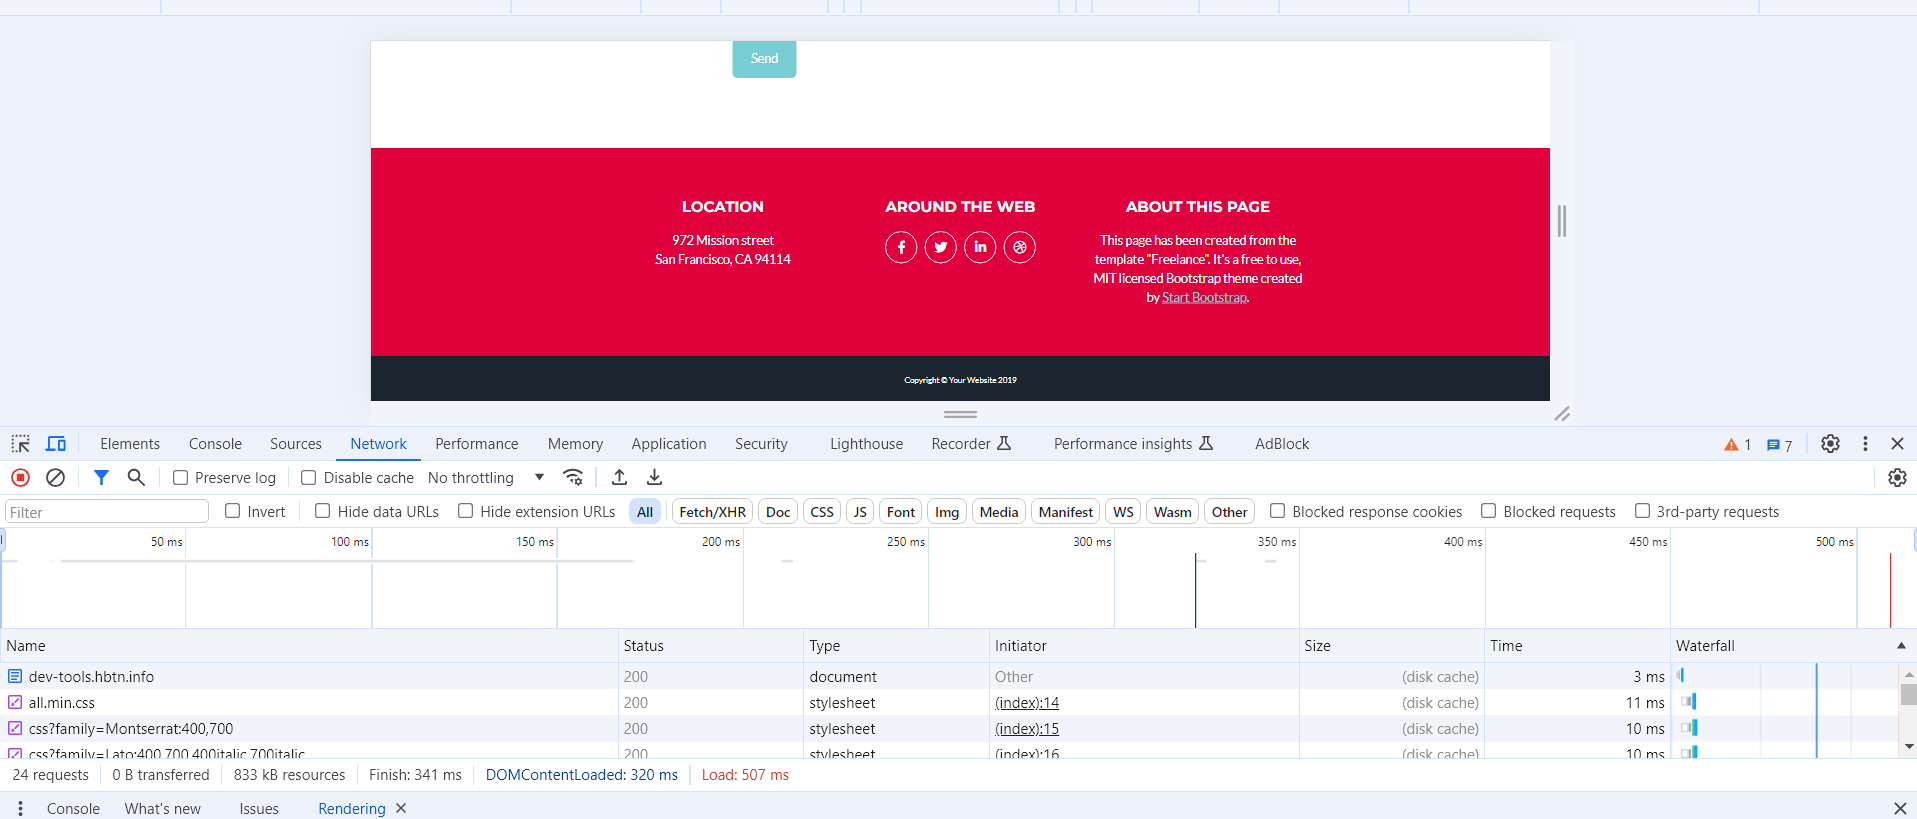 Send
LOCATION
972 Mission street
San Francisco, CA 94114
AROUND THE WEB
ABOUT THIS PAGE
This page has been created from the
template "Freelance". It's a free to use,
MIT licensed Bootstrap theme created
by Start Bootstrap.
Copyright © Your Website 2019
Elements Console Sources Network Performance Memory Application Security Lighthouse Recorder Performance insights AdBlock 1 7
Preserve log Disable cache No throttling
Filter Invert Hide data URLs Hide extension URLs All Fetch/XHR Doc CSS JS Font Img Media Manifest WS Wasm Other Blocked response cookies Blocked requests 3rd-party requests
50 ms 100 ms 150 ms 200 ms 250 ms 300 ms 350 ms 400 ms 450 ms 500 ms
Name Status Type Initiator Size Time Waterfall
dev-tools.hbtn.info 200 document Other (disk cache) 3 ms
all.min.css 200 stylesheet (index):14 (disk cache) 11 ms
css?family=Montserrat:400,700 200 stylesheet (index):15 (disk cache) 10 ms
css?family=Lato:400,700,400italic,700italic 200 stylesheet (index):16 (disk cache) 10 ms
24 requests 0 B transferred 833 kB resources Finish: 341 ms DOMContentLoaded: 320 ms Load: 507 ms
Console What's new Issues Rendering